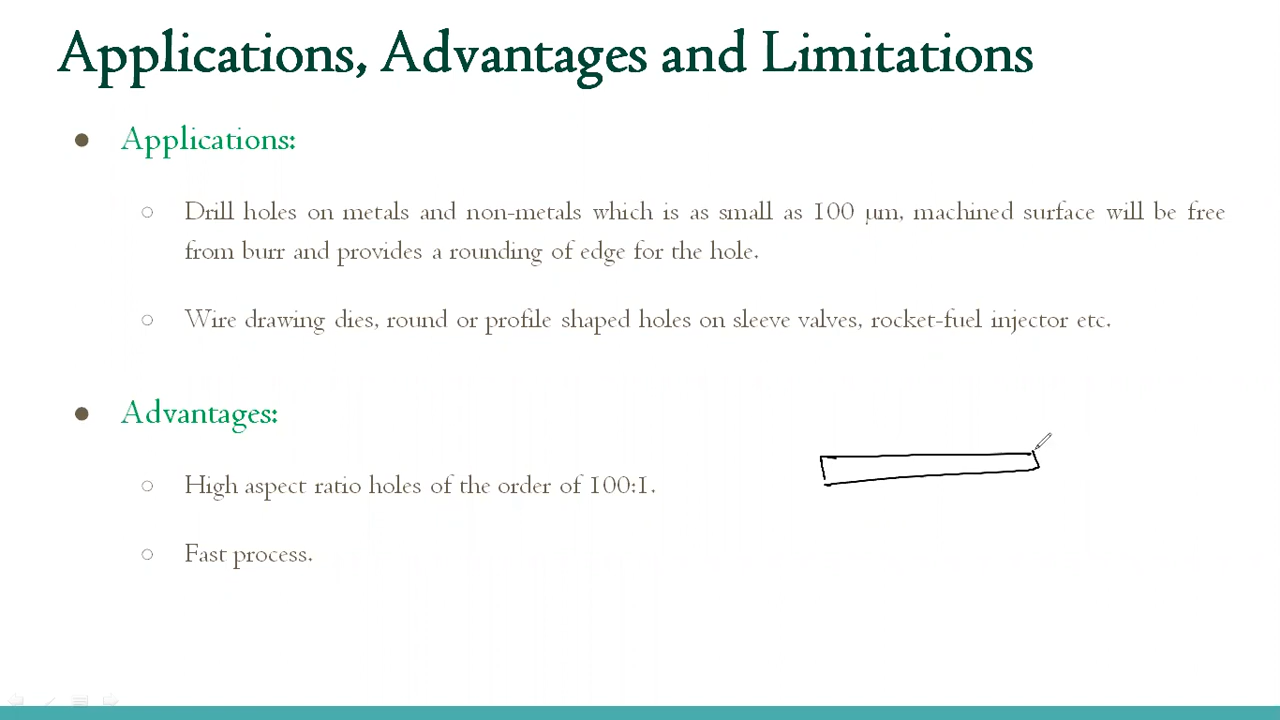 Applications, Advantages and Limitations
Applications:
Drill holes on metals and non-metals which is as small as 100 µm, machined surface will be free
from burr and provides a rounding of edge for the hole.
Wire drawing dies, round or profile shaped holes on sleeve valves, rocket-fuel injector etc.
Advantages:
High aspect ratio holes of the order of 100:1.
Fast process.